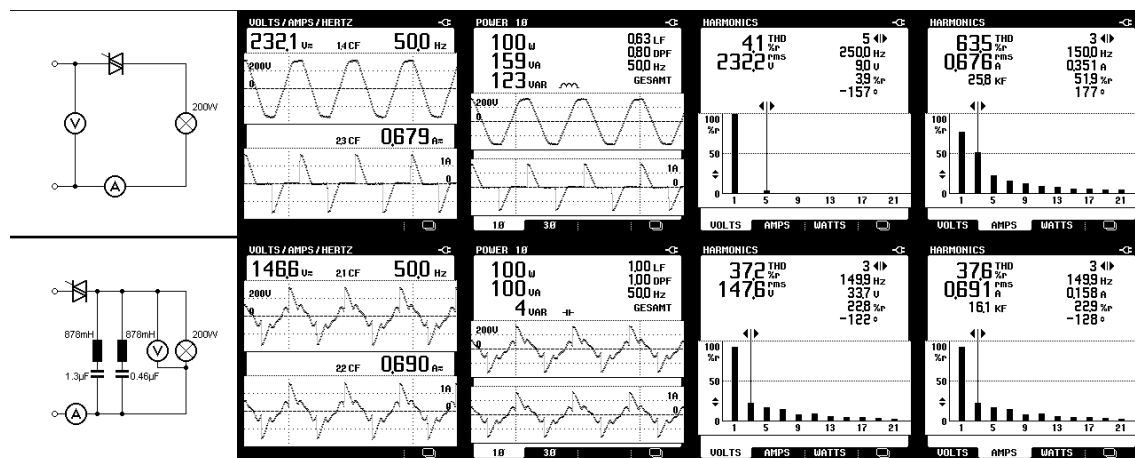 V
A
200W
VOLTS/AMPS/HERTZ
232,1 V≂ 1,4 CF 50,0 Hz
200V
0
2,3 CF 0,679 A≂
1A
0
POWER 1Ø
100 W
159 VA
123 VAR
0,63 LF
0,80 DPF
50,0 Hz
GESAMT
200V
0
1A
0
1Ø 3Ø
HARMONICS
4,1 THD %r
232,2 rms V
5
250,0 Hz
9,0 V
3,9 %r
-157 °
100 %r
50
0
1 5 9 13 17 21
VOLTS AMPS WATTS
HARMONICS
63,5 THD %r
0,676 rms A
25,8 KF
3
150,0 Hz
0,351 A
51,9 %r
177 °
100 %r
50
0
1 5 9 13 17 21
VOLTS AMPS WATTS
878mH 878mH V 200W
1.3µF 0.46µF
A
VOLTS/AMPS/HERTZ
146,6 V≂ 2,1 CF 50,0 Hz
200V
0
2,2 CF 0,690 A≂
1A
0
POWER 1Ø
100 W
100 VA
4 VAR
1,00 LF
1,00 DPF
50,0 Hz
GESAMT
200V
0
1A
0
1Ø 3Ø
HARMONICS
37,2 THD %r
147,6 rms V
3
149,9 Hz
33,7 V
22,8 %r
-122 °
100 %r
50
0
1 5 9 13 17 21
VOLTS AMPS WATTS
HARMONICS
37,6 THD %r
0,691 rms A
16,1 KF
3
149,9 Hz
0,158 A
22,9 %r
-128 °
100 %r
50
0
1 5 9 13 17 21
VOLTS AMPS WATTS